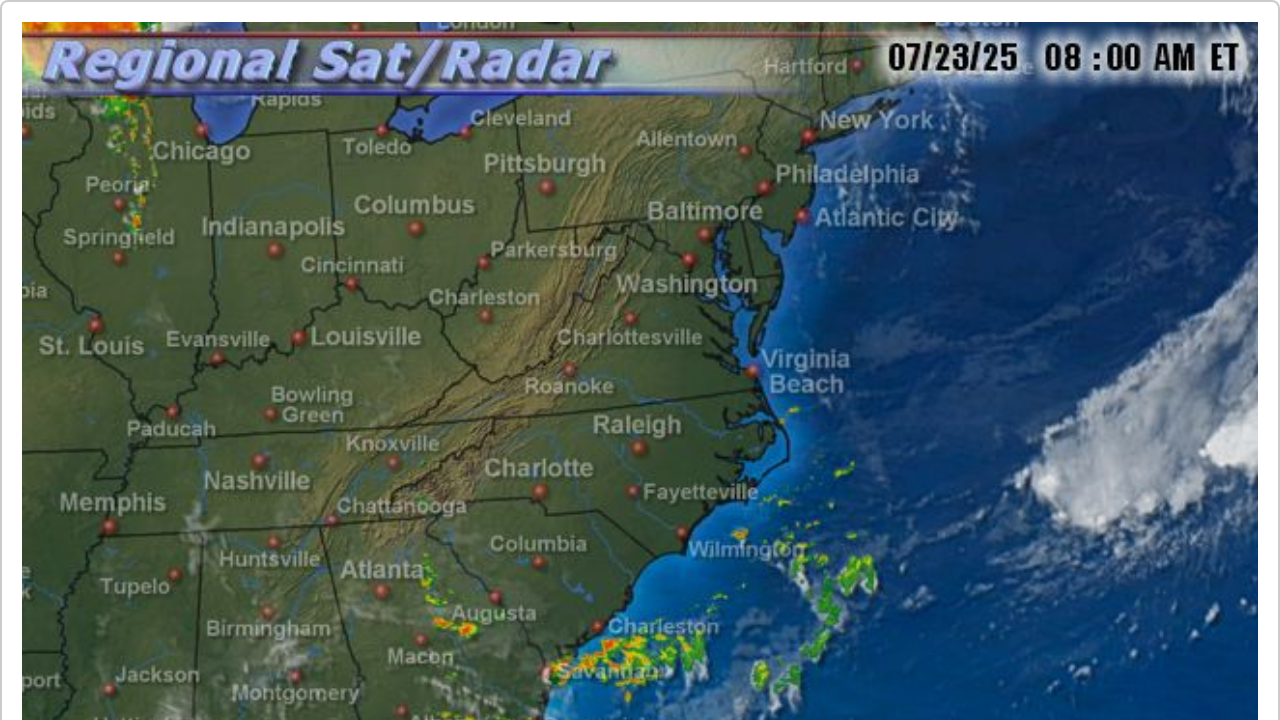 London
Boston
Regional Sat/Radar
07/23/25 08 :00 AM ET
Hartford
ids
Rapids
Cleveland
New York
Chicago
Toledo
Allentown
Pittsburgh
Philadelphia
Peoria
Columbus
Baltimore
Atlantic City
Springfield
Indianapolis
Parkersburg
Cincinnati
Washington
bia
Charleston
St. Louis
Evansville
Louisville
Charlottesville
Virginia
Beach
Roanoke
Bowling
Green
Paducah
Raleigh
Knoxville
Nashville
Charlotte
Memphis
Fayetteville
Chattanooga
Huntsville
Columbia
Wilmington
Tupelo
Atlanta
Augusta
Birmingham
Charleston
Macon
Savannah
port
Jackson
Montgomery